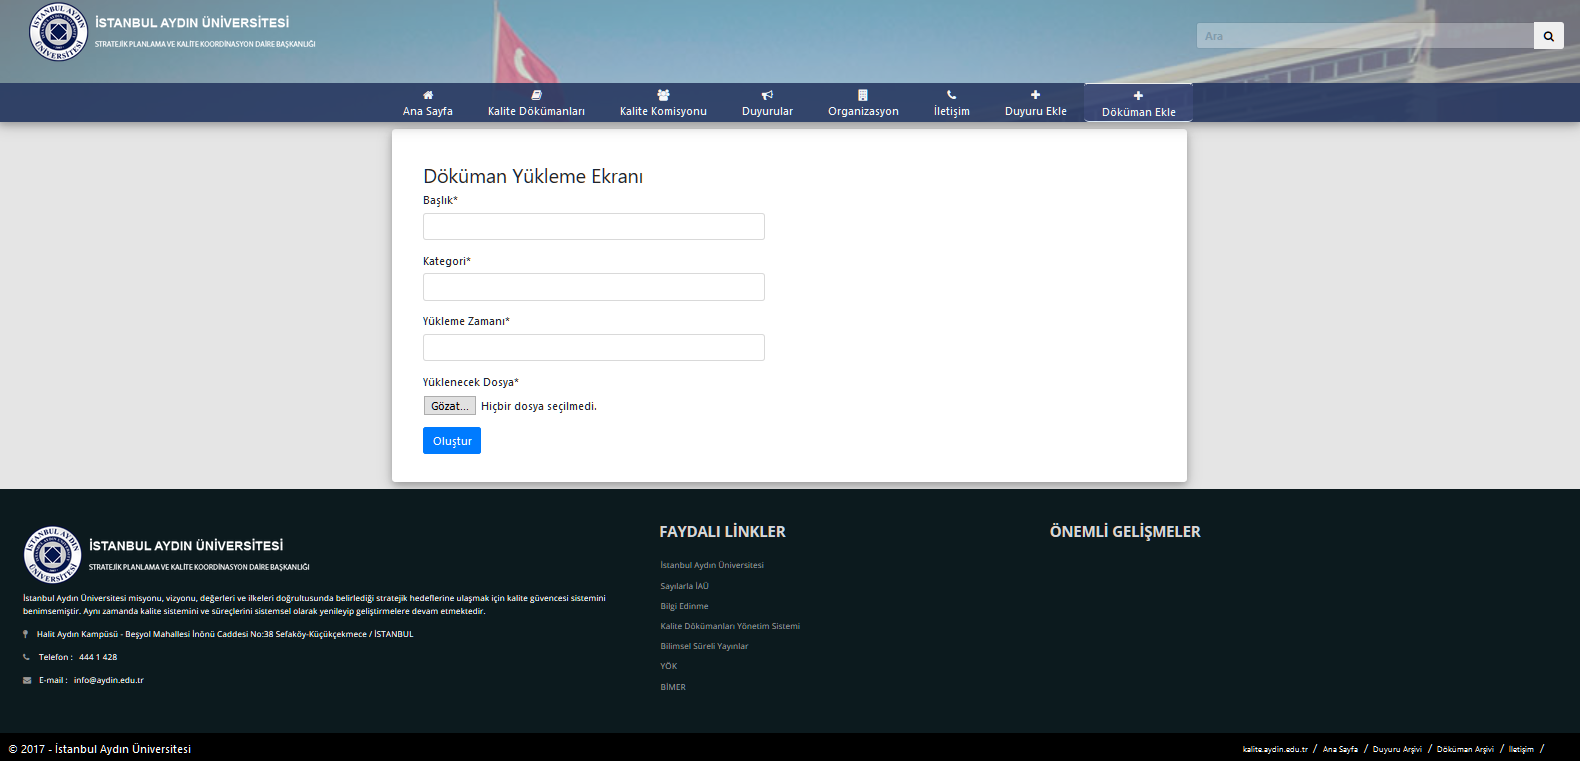 İSTANBUL AYDIN ÜNİVERSİTESİ
STRATEJİK PLANLAMA VE KALİTE KOORDİNASYON DAİRE BAŞKANLIĞI
Ara
Ana Sayfa
Kalite Dökümanları
Kalite Komisyonu
Duyurular
Organizasyon
İletişim
Duyuru Ekle
Döküman Ekle
Döküman Yükleme Ekranı
Başlık*
Kategori*
Yükleme Zamanı*
Yüklenecek Dosya*
Gözat... Hiçbir dosya seçilmedi.
Oluştur
İSTANBUL AYDIN ÜNİVERSİTESİ
STRATEJİK PLANLAMA VE KALİTE KOORDİNASYON DAİRE BAŞKANLIĞI
İstanbul Aydın Üniversitesi misyonu, vizyonu, değerleri ve ilkeleri doğrultusunda belirlediği stratejik hedeflerine ulaşmak için kalite güvencesi sistemini
benimsemiştir. Aynı zamanda kalite sistemini ve süreçlerini sistemsel olarak yenileyip geliştirmelere devam etmektedir.
Halit Aydın Kampüsü - Beşyol Mahallesi İnönü Caddesi No:38 Sefaköy-Küçükçekmece / İSTANBUL
Telefon : 444 1 428
E-mail : info@aydin.edu.tr
FAYDALI LİNKLER
İstanbul Aydın Üniversitesi
Sayılarla İAÜ
Bilgi Edinme
Kalite Dökümanları Yönetim Sistemi
Bilimsel Süreli Yayınlar
YÖK
BİMER
ÖNEMLİ GELİŞMELER
© 2017 - İstanbul Aydın Üniversitesi
kalite.aydin.edu.tr / Ana Sayfa / Duyuru Arşivi / Döküman Arşivi / İletişim /